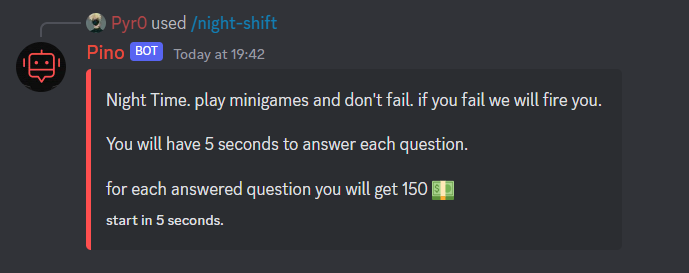 Pyr0 used /night-shift
Pino BOT Today at 19:42
Night Time. play minigames and don't fail. if you fail we will fire you.
You will have 5 seconds to answer each question.
for each answered question you will get 150 💵
start in 5 seconds.